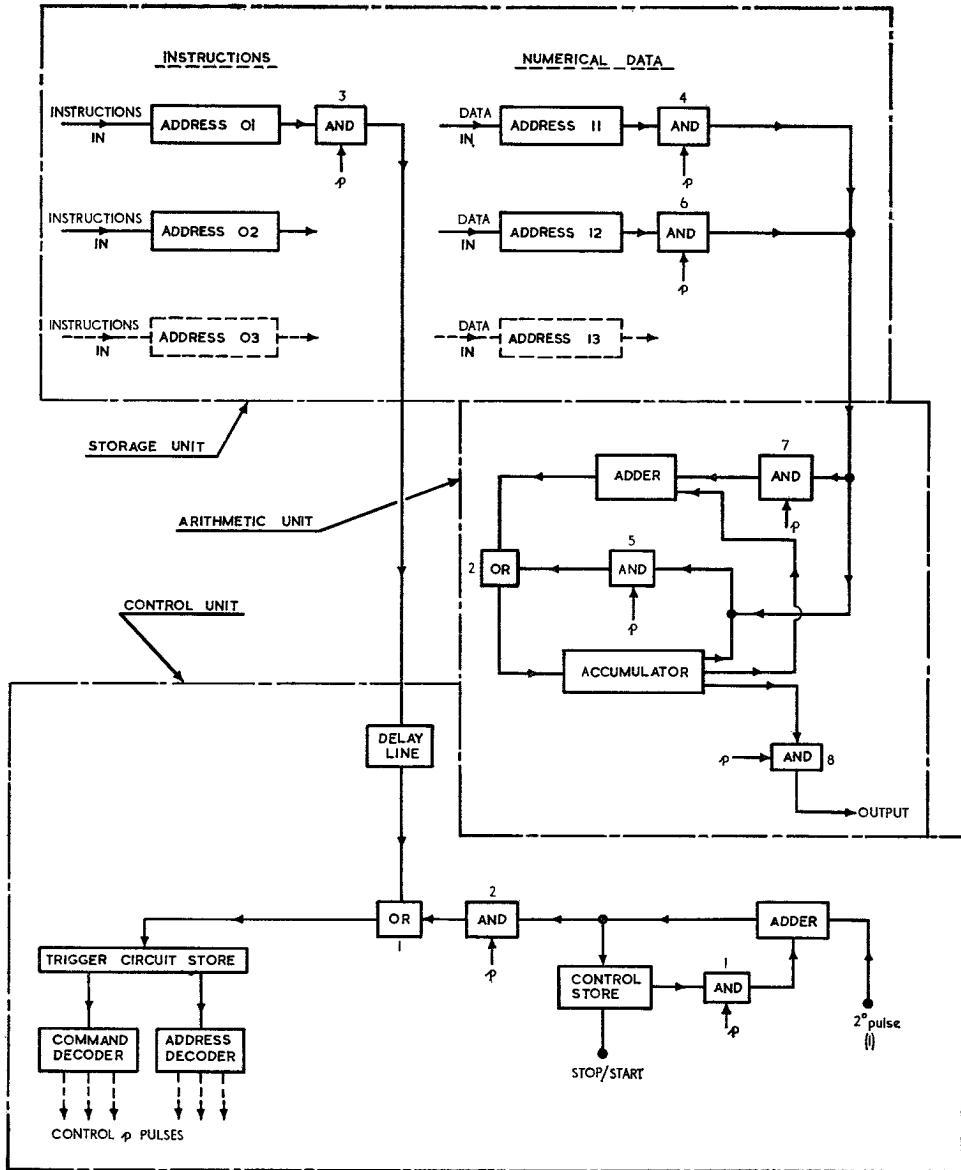 INSTRUCTIONS
NUMERICAL DATA
INSTRUCTIONS
IN
ADDRESS 01
3
AND
p
DATA
IN
ADDRESS 11
4
AND
p
INSTRUCTIONS
IN
ADDRESS 02
DATA
IN
ADDRESS 12
6
AND
p
INSTRUCTIONS
IN
ADDRESS 03
DATA
IN
ADDRESS 13
STORAGE UNIT
ARITHMETIC UNIT
CONTROL UNIT
ADDER
7
AND
p
2
OR
5
AND
p
ACCUMULATOR
p
AND
8
OUTPUT
DELAY
LINE
OR
1
2
AND
p
ADDER
CONTROL
STORE
1
AND
p
2° pulse
(1)
STOP/START
TRIGGER CIRCUIT STORE
COMMAND
DECODER
ADDRESS
DECODER
CONTROL p PULSES